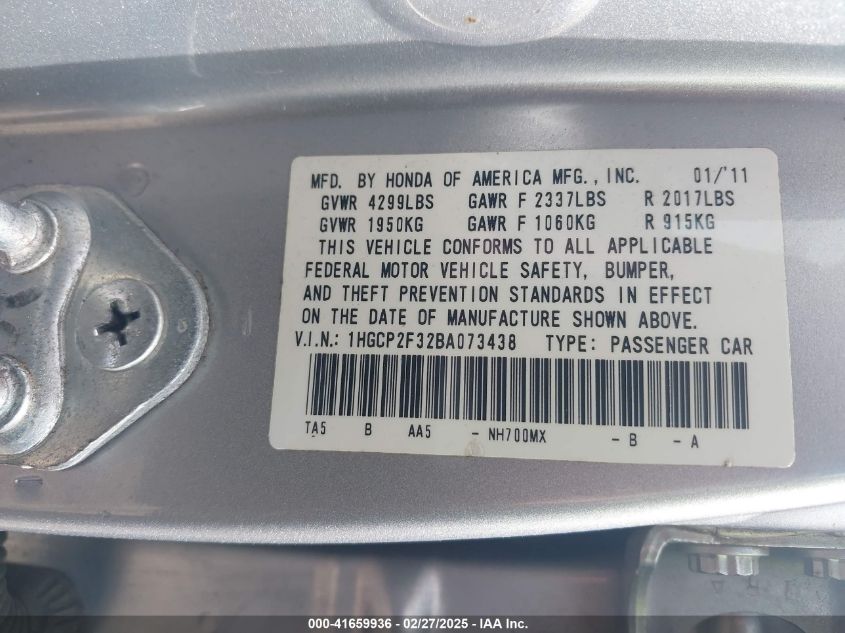 MFD. BY HONDA OF AMERICA MFG., INC. 01/'11
GVWR 4299LBS GAWR F 2337LBS R 2017LBS
GVWR 1950KG GAWR F 1060KG R 915KG
THIS VEHICLE CONFORMS TO ALL APPLICABLE
FEDERAL MOTOR VEHICLE SAFETY, BUMPER,
AND THEFT PREVENTION STANDARDS IN EFFECT
ON THE DATE OF MANUFACTURE SHOWN ABOVE.
V.I.N.: 1HGCP2F32BA073438 TYPE: PASSENGER CAR
TA5 B AA5 - NH700MX - B - A
000-41659936 - 02/27/2025 - IAA Inc.